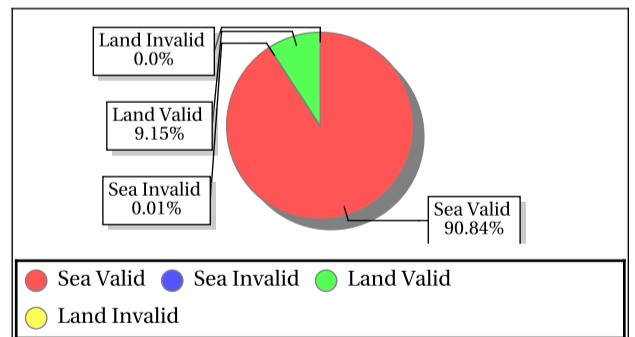 Land Invalid
0.0%
Land Valid
9.15%
Sea Invalid
0.01%
Sea Valid
90.84%
Sea Valid Sea Invalid Land Valid
Land Invalid